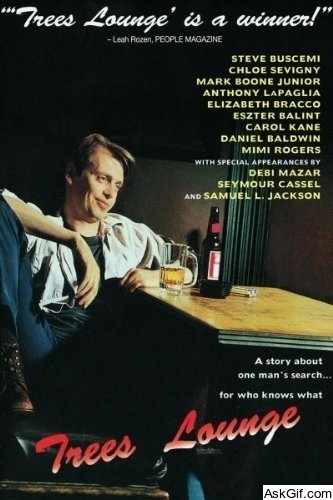 "'Trees Lounge' is a winner!"
– Leah Rozen, PEOPLE MAGAZINE
STEVE BUSCEMI
CHLOE SEVIGNY
MARK BOONE JUNIOR
ANTHONY LaPAGLIA
ELIZABETH BRACCO
ESZTER BALINT
CAROL KANE
DANIEL BALDWIN
MIMI ROGERS
WITH SPECIAL APPEARANCES BY
DEBI MAZAR
SEYMOUR CASSEL
AND SAMUEL L. JACKSON
A story about
one man's search...
for who knows what
Trees Lounge
AskGif.com